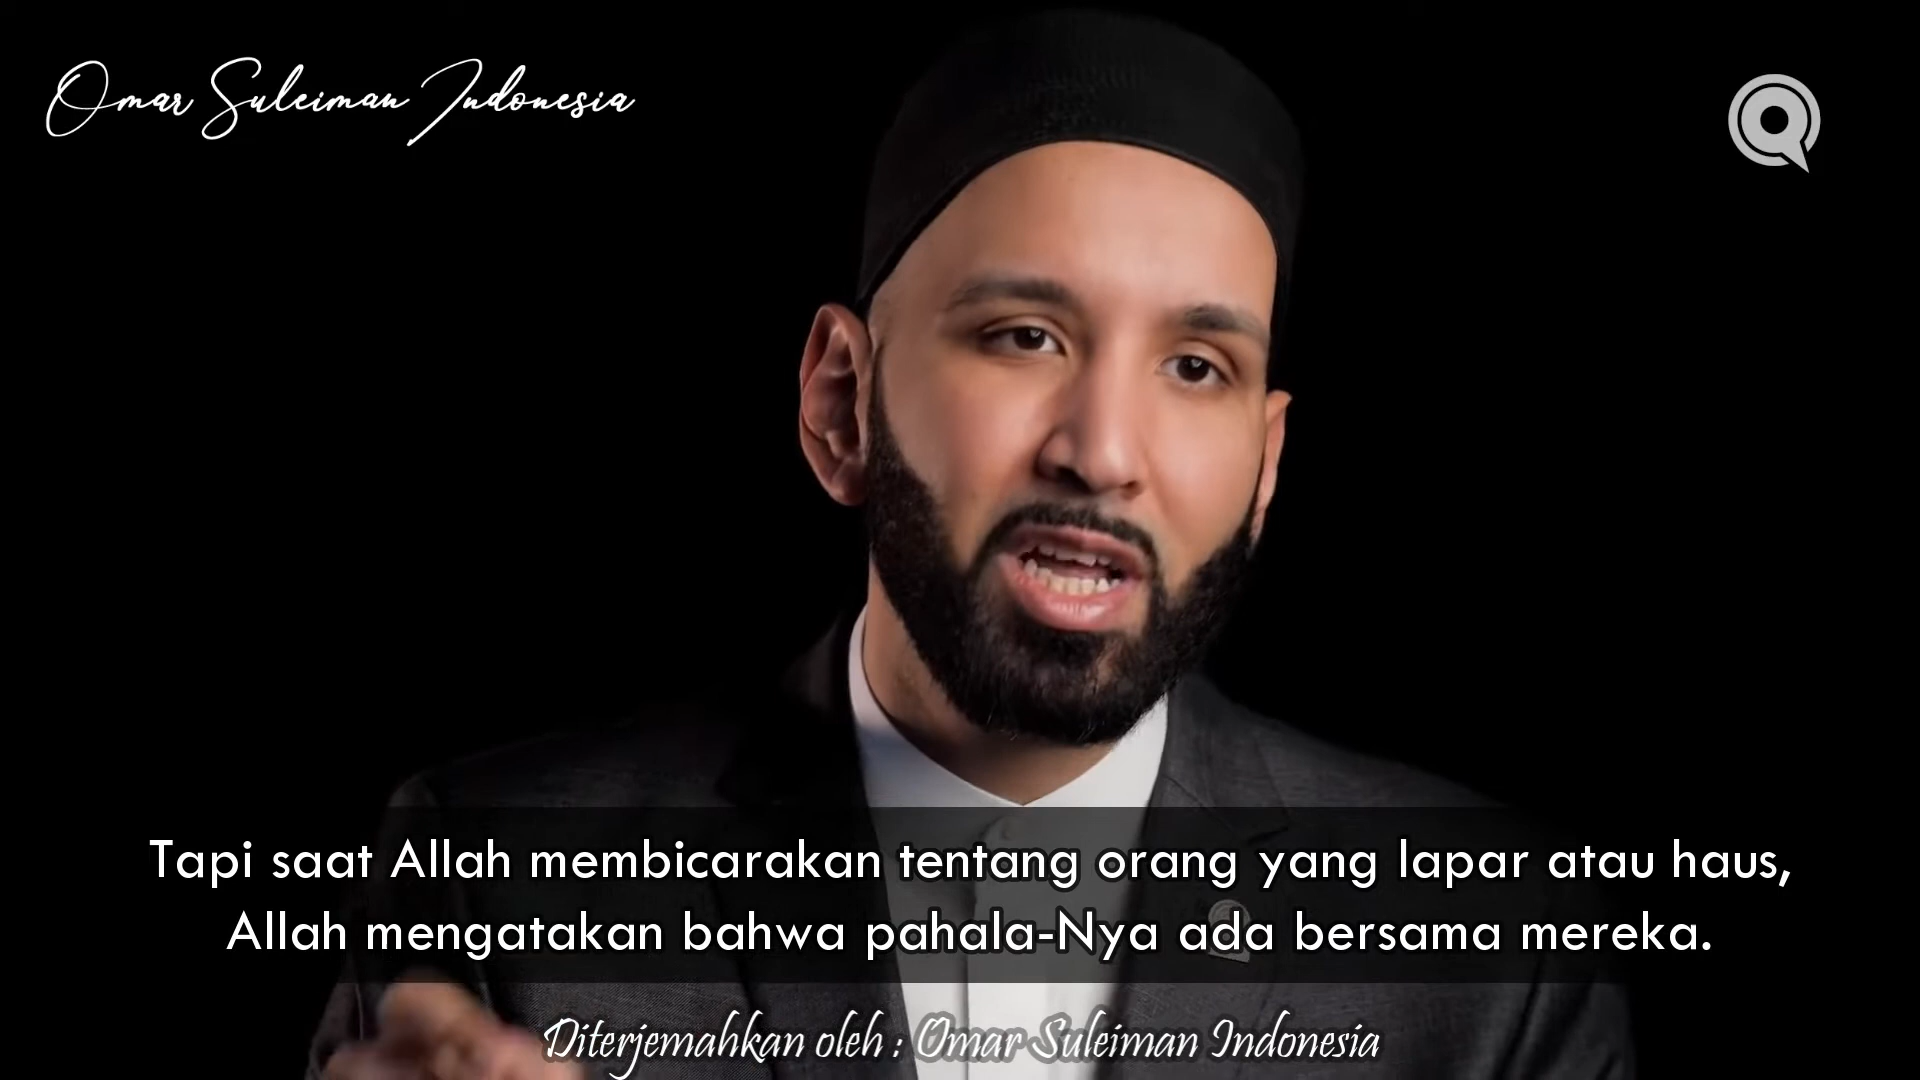 Omar Suleiman Indonesia
Tapi saat Allah membicarakan tentang orang yang lapar atau haus,
Allah mengatakan bahwa pahala-Nya ada bersama mereka.
Diterjemahkan oleh : Omar Suleiman Indonesia